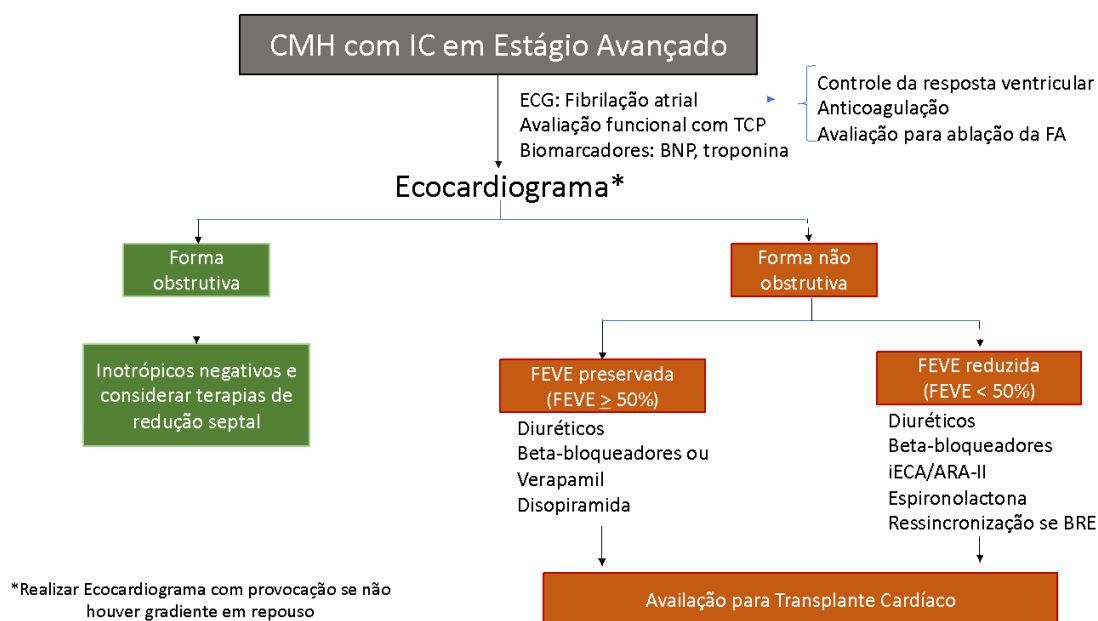 CMH com IC em Estágio Avançado
ECG: Fibrilação atrial
Avaliação funcional com TCP
Biomarcadores: BNP, troponina
Controle da resposta ventricular
Anticoagulação
Avaliação para ablação da FA
Ecocardiograma*
Forma
obstrutiva
Forma não
obstrutiva
Inotrópicos negativos e
considerar terapias de
redução septal
FEVE preservada
(FEVE ≥ 50%)
FEVE reduzida
(FEVE < 50%)
Diuréticos
Beta-bloqueadores ou
Verapamil
Disopiramida
Diuréticos
Beta-bloqueadores
iECA/ARA-II
Espironolactona
Ressincronização se BRE
*Realizar Ecocardiograma com provocação se não
houver gradiente em repouso
Availação para Transplante Cardíaco